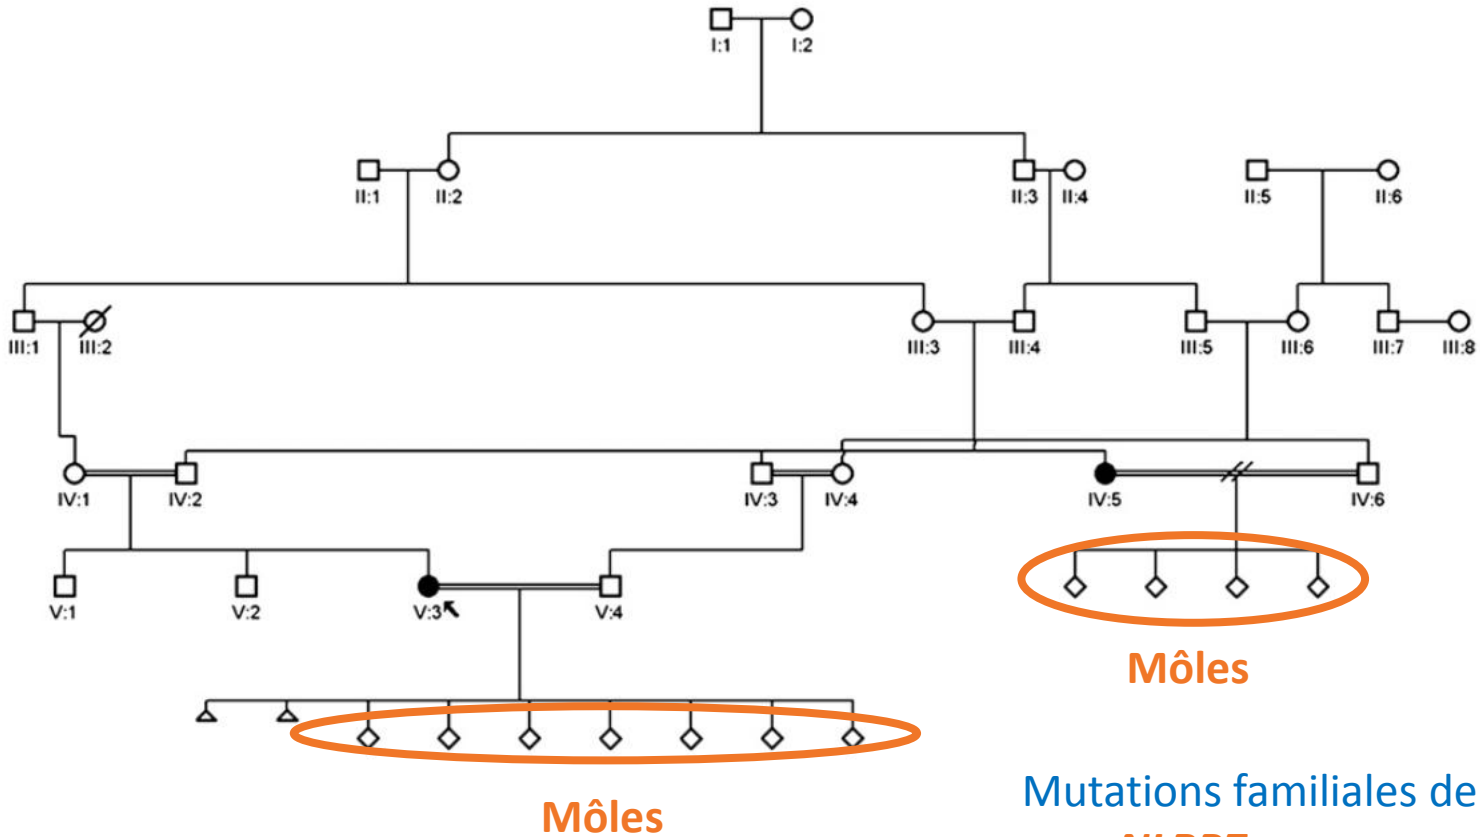 I:1 I:2
II:1 II:2 II:3 II:4 II:5 II:6
III:1 III:2 III:3 III:4 III:5 III:6 III:7 III:8
IV:1 IV:2 IV:3 IV:4 IV:5 IV:6
V:1 V:2 V:3 V:4
Môles
Môles
Mutations familiales de